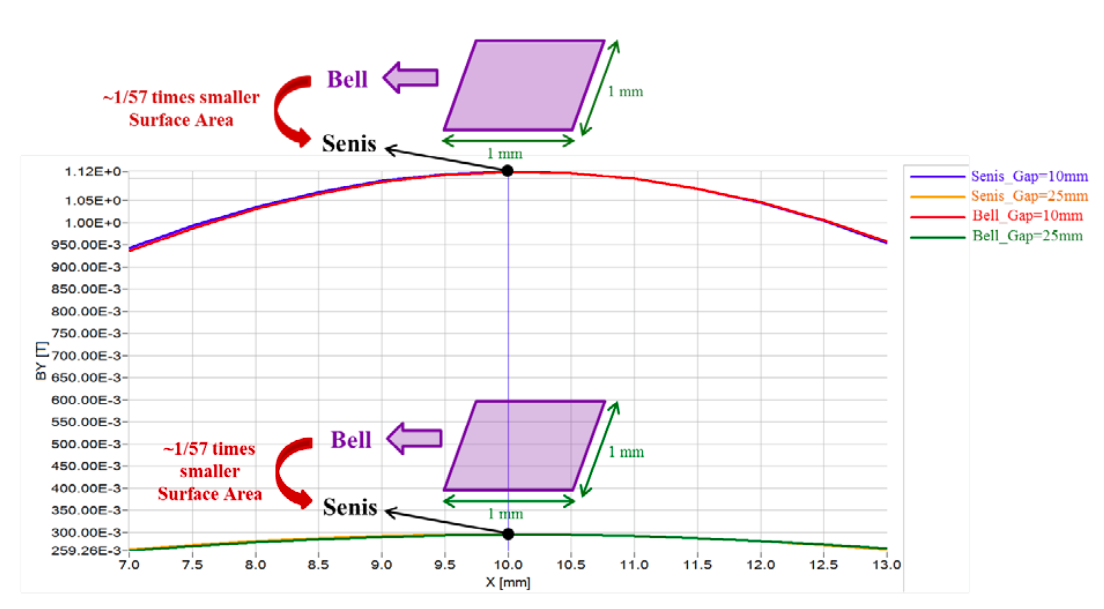 Bell
1 mm
~1/57 times smaller
Surface Area
Senis
1 mm
1.12E+0
1.05E+0
1.00E+0
950.00E-3
900.00E-3
850.00E-3
800.00E-3
750.00E-3
700.00E-3
650.00E-3
600.00E-3
550.00E-3
500.00E-3
450.00E-3
400.00E-3
350.00E-3
300.00E-3
259.26E-3
BY [T]
Senis_Gap=10mm
Senis_Gap=25mm
Bell_Gap=10mm
Bell_Gap=25mm
Bell
1 mm
~1/57 times
smaller
Surface Area
Senis
1 mm
7.0 7.5 8.0 8.5 9.0 9.5 10.0 10.5 11.0 11.5 12.0 12.5 13.0
X [mm]